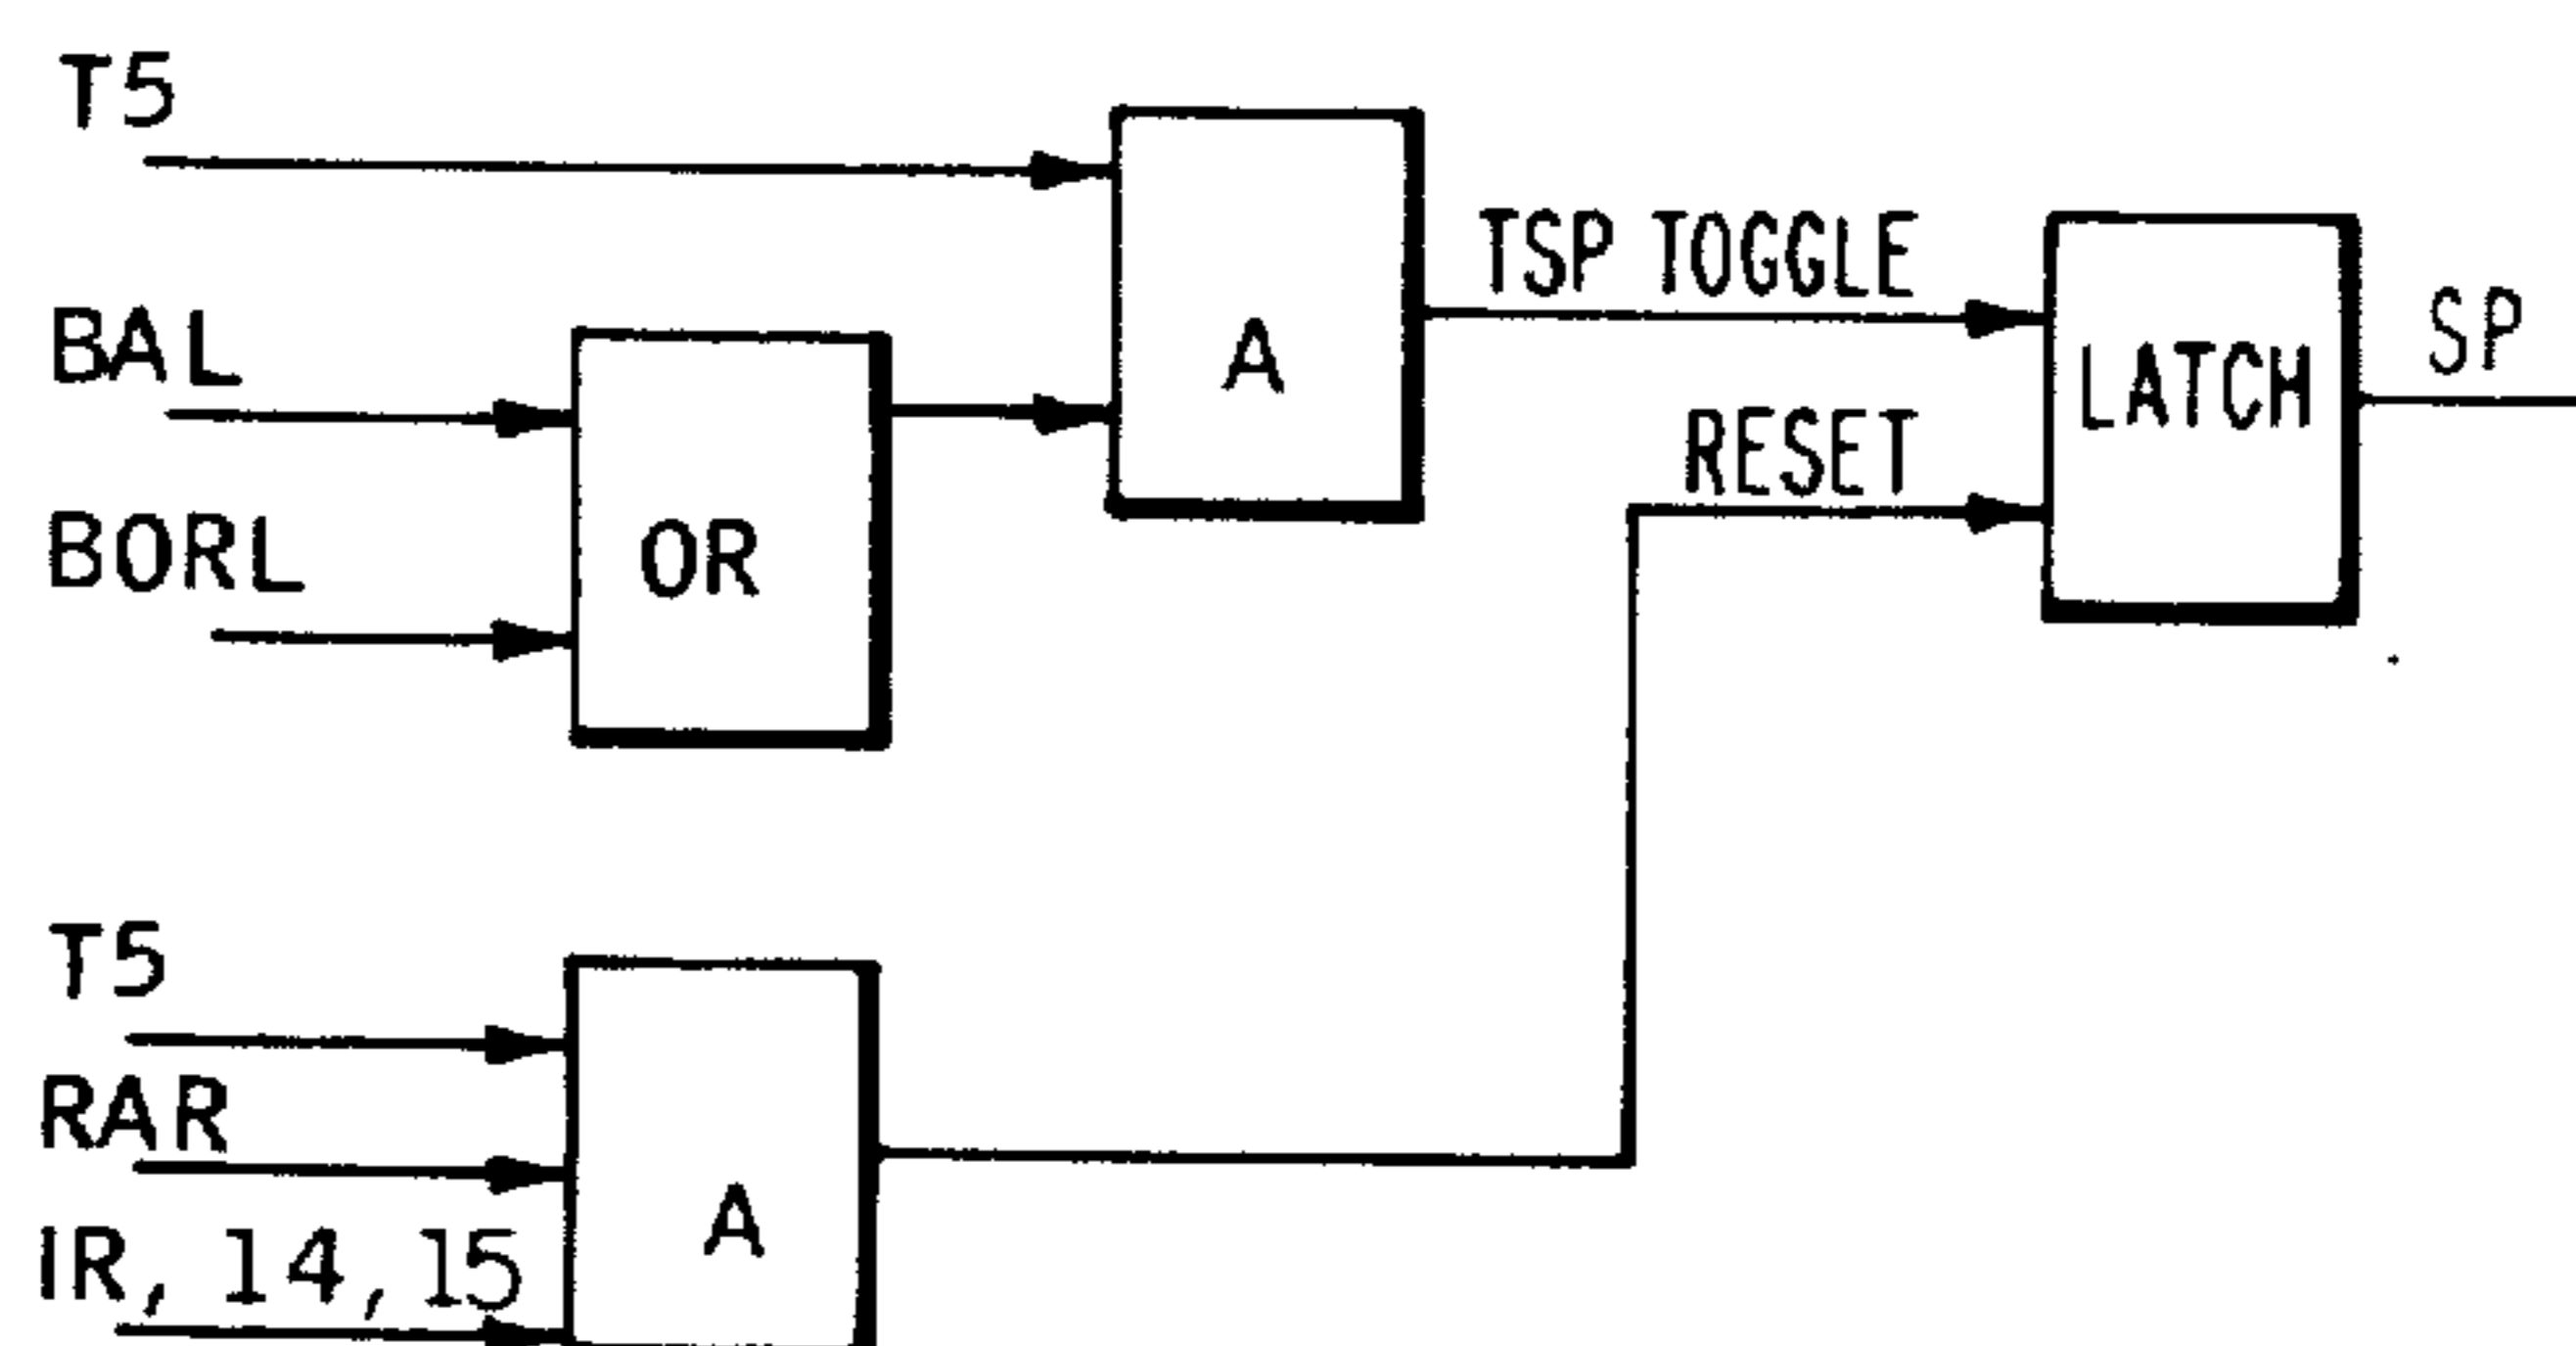 T5
TSP TOGGLE
SP
BAL
A
LATCH
RESET
BORL
OR
T5
RAR
A
IR, 14, 15